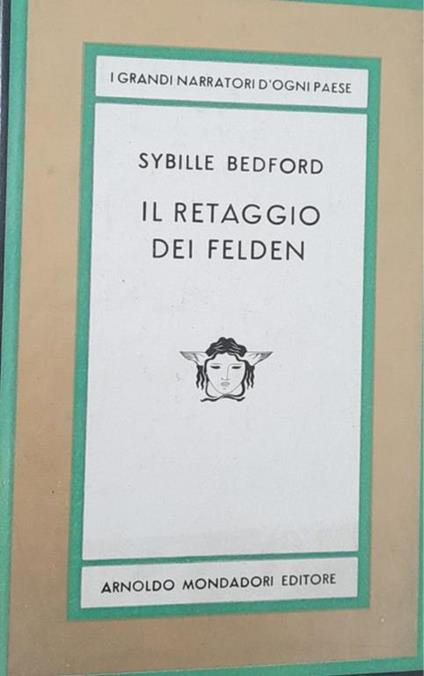 I GRANDI NARRATORI D'OGNI PAESE
SYBILLE BEDFORD
IL RETAGGIO
DEI FELDEN
ARNOLDO MONDADORI EDITORE